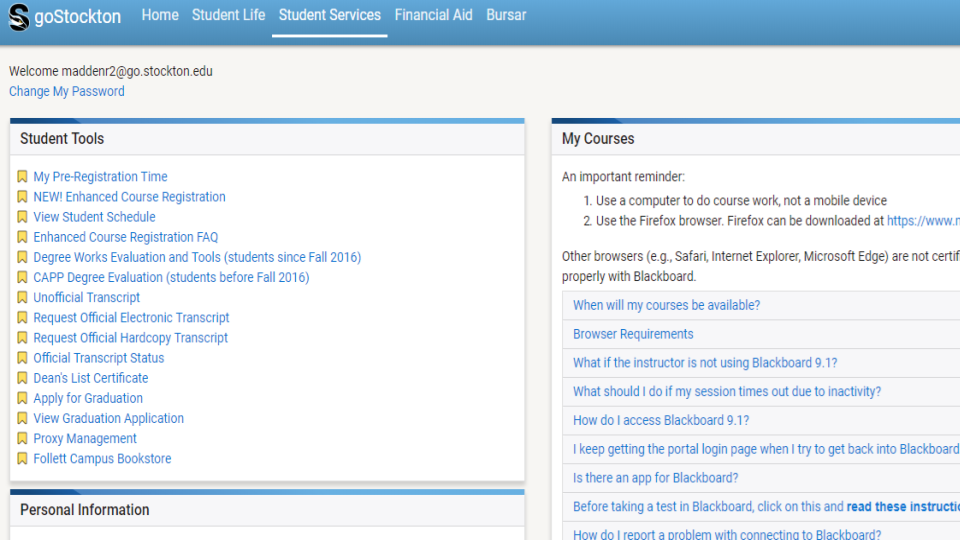 goStockton Home Student Life Student Services Financial Aid Bursar
Welcome maddenr2@go.stockton.edu
Change My Password
Student Tools
My Pre-Registration Time
NEW! Enhanced Course Registration
View Student Schedule
Enhanced Course Registration FAQ
Degree Works Evaluation and Tools (students since Fall 2016)
CAPP Degree Evaluation (students before Fall 2016)
Unofficial Transcript
Request Official Electronic Transcript
Request Official Hardcopy Transcript
Official Transcript Status
Dean's List Certificate
Apply for Graduation
View Graduation Application
Proxy Management
Follett Campus Bookstore
Personal Information
My Courses
An important reminder:
1. Use a computer to do course work, not a mobile device
2. Use the Firefox browser. Firefox can be downloaded at https://www.
Other browsers (e.g., Safari, Internet Explorer, Microsoft Edge) are not
properly with Blackboard.
When will my courses be available?
Browser Requirements
What if the instructor is not using Blackboard 9.1?
What should I do if my session times out due to inactivity?
How do I access Blackboard 9.1?
I keep getting the portal login page when I try to get back into Blackboard
Is there an app for Blackboard?
Before taking a test in Blackboard, click on this and read these
How do I report a problem with connecting to Blackboard?